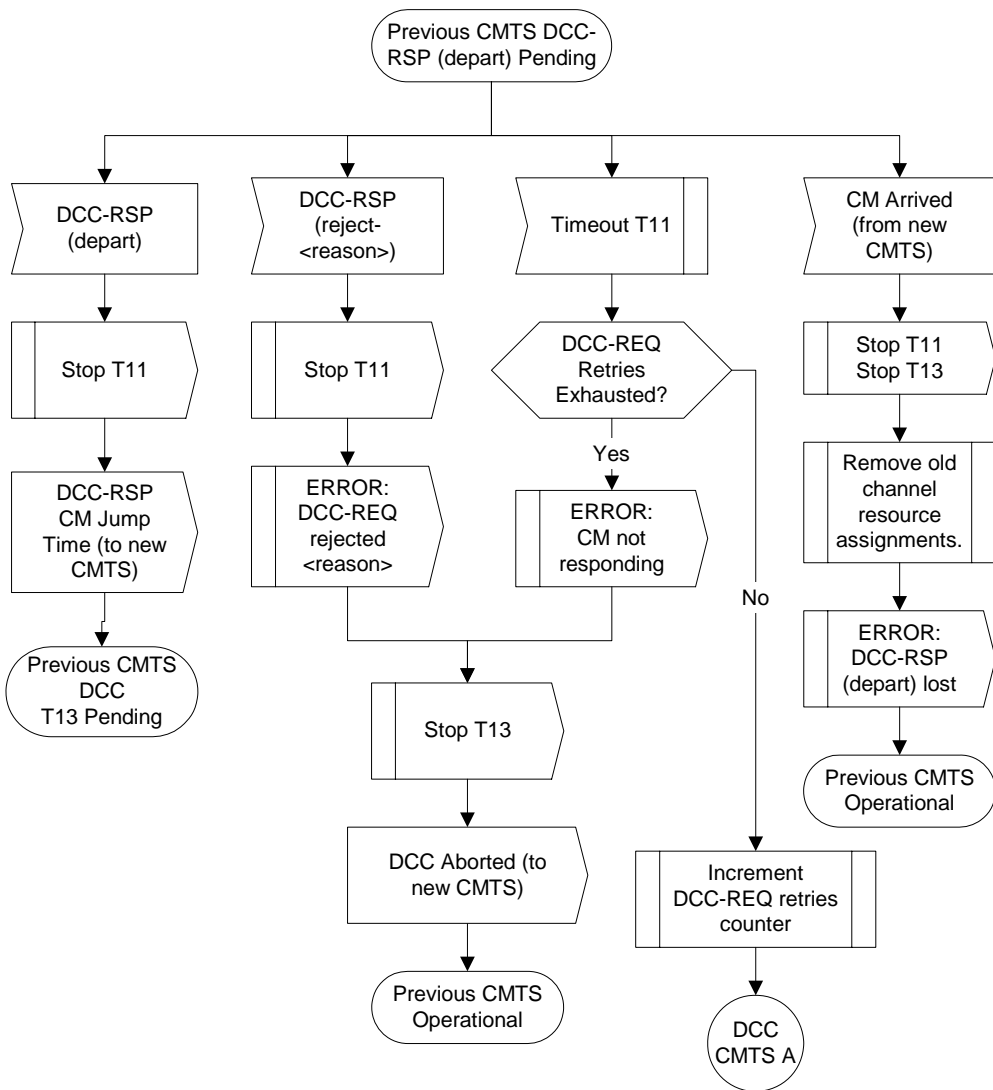 Previous CMTS DCC-
RSP (depart) Pending
DCC-RSP
(depart)
DCC-RSP
(reject-
<reason>)
Timeout T11
CM Arrived
(from new
CMTS)
Stop T11
Stop T11
DCC-REQ
Retries
Exhausted?
Stop T11
Stop T13
Yes
No
DCC-RSP
CM Jump
Time (to new
CMTS)
ERROR:
DCC-REQ
rejected
<reason>
ERROR:
CM not
responding
Remove old
channel
resource
assignments.
Previous CMTS
DCC
T13 Pending
ERROR:
DCC-RSP
(depart) lost
Stop T13
Previous CMTS
Operational
DCC Aborted (to
new CMTS)
Increment
DCC-REQ retries
counter
Previous CMTS
Operational
DCC
CMTS A